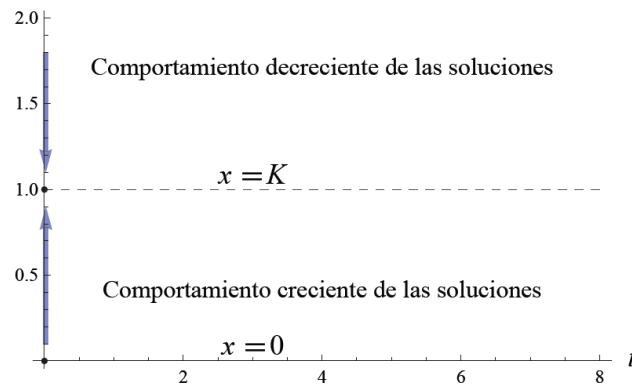 2.0
Comportamiento decreciente de las soluciones
1.5
x = K
1.0
0.5
Comportamiento creciente de las soluciones
x = 0
t
2 4 6 8